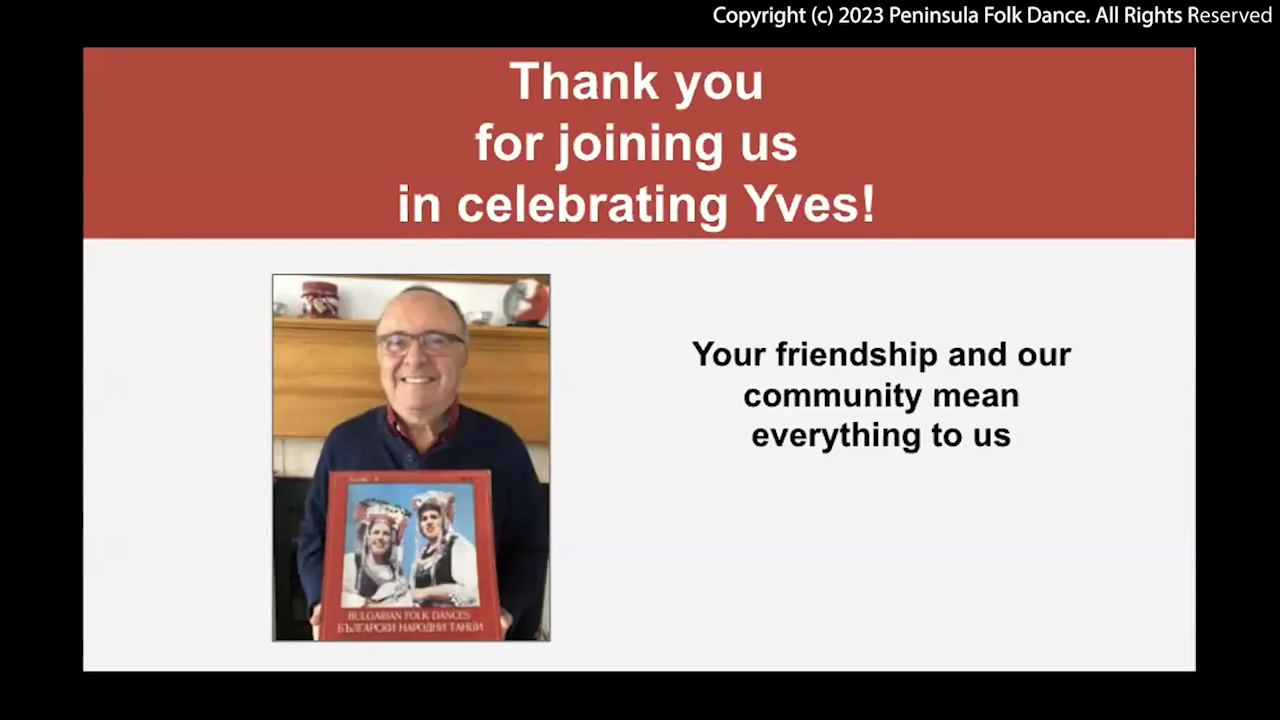 Copyright (c) 2023 Peninsula Folk Dance. All Rights Reserved
Thank you
for joining us
in celebrating Yves!
Your friendship and our
community mean
everything to us
BULGARIAN FOLK DANCES
БЪЛГАРСКИ НАРОДНИ ТАНЦИ